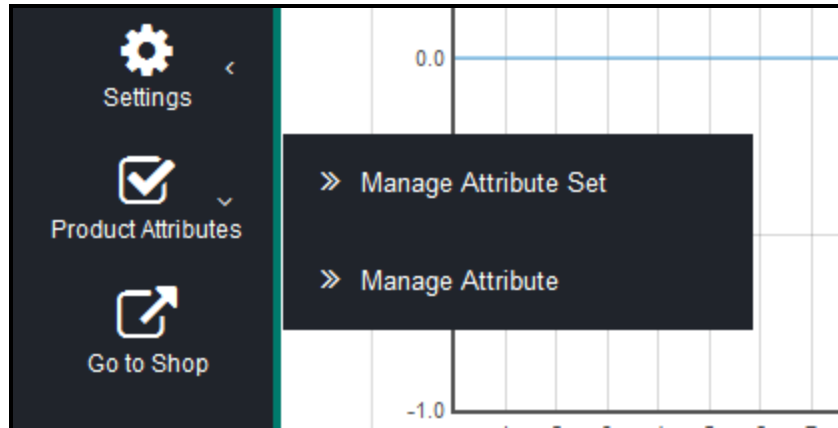 Settings
Product Attributes
Go to Shop
Manage Attribute Set
Manage Attribute
0.0
-1.0